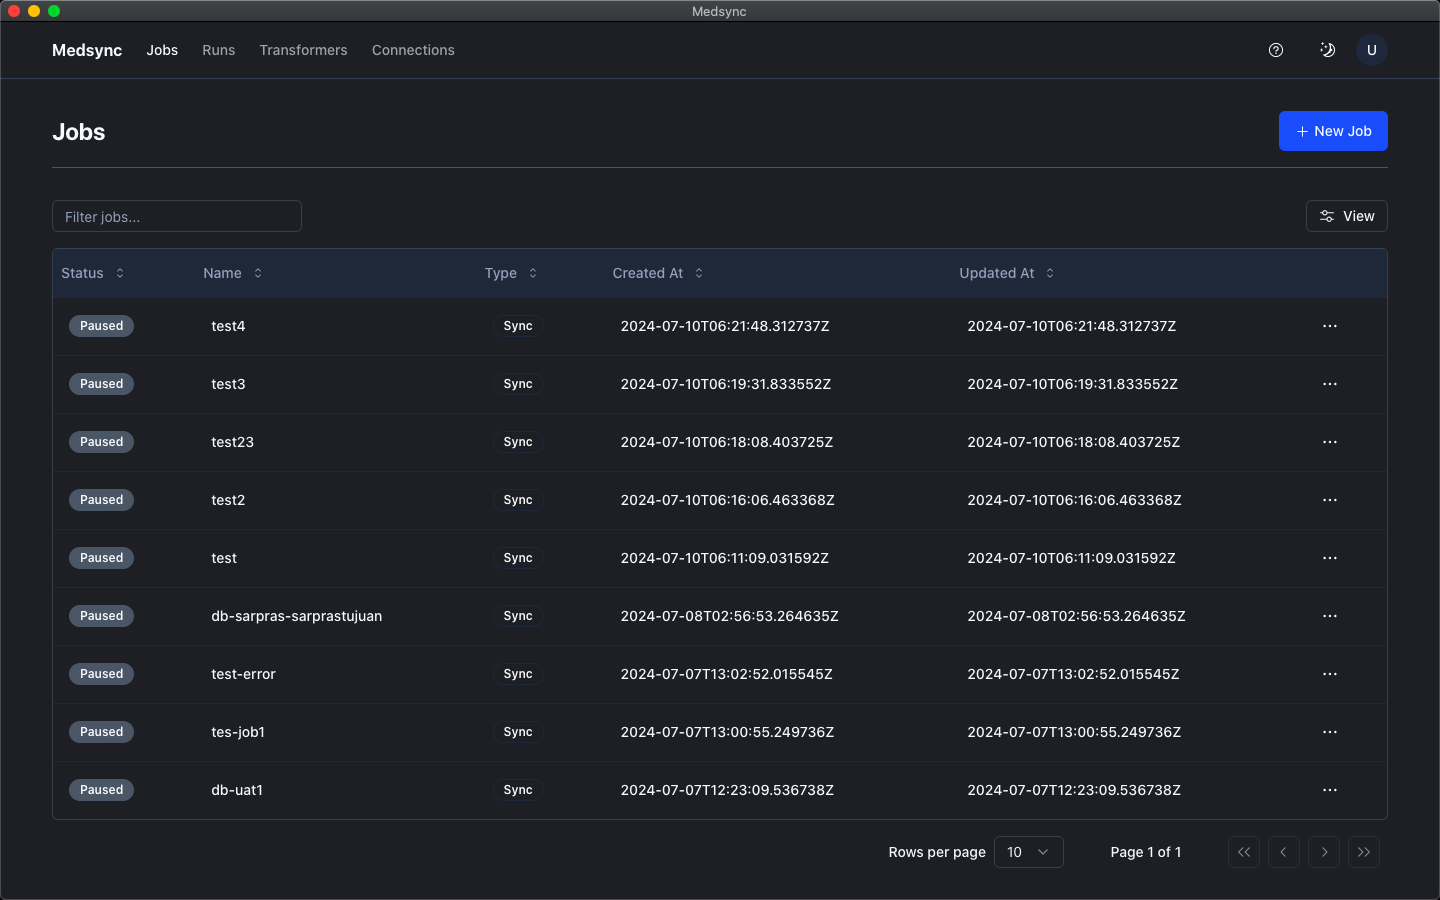 Medsync
Medsync Jobs Runs Transformers Connections U
Jobs + New Job
Filter jobs... View
Status Name Type Created At Updated At
Paused test4 Sync 2024-07-10T06:21:48.312737Z 2024-07-10T06:21:48.312737Z ...
Paused test3 Sync 2024-07-10T06:19:31.833552Z 2024-07-10T06:19:31.833552Z ...
Paused test23 Sync 2024-07-10T06:18:08.403725Z 2024-07-10T06:18:08.403725Z ...
Paused test2 Sync 2024-07-10T06:16:06.463368Z 2024-07-10T06:16:06.463368Z ...
Paused test Sync 2024-07-10T06:11:09.031592Z 2024-07-10T06:11:09.031592Z ...
Paused db-sarpras-sarprastujuan Sync 2024-07-08T02:56:53.264635Z 2024-07-08T02:56:53.264635Z ...
Paused test-error Sync 2024-07-07T13:02:52.015545Z 2024-07-07T13:02:52.015545Z ...
Paused tes-job1 Sync 2024-07-07T13:00:55.249736Z 2024-07-07T13:00:55.249736Z ...
Paused db-uat1 Sync 2024-07-07T12:23:09.536738Z 2024-07-07T12:23:09.536738Z ...
Rows per page 10 Page 1 of 1